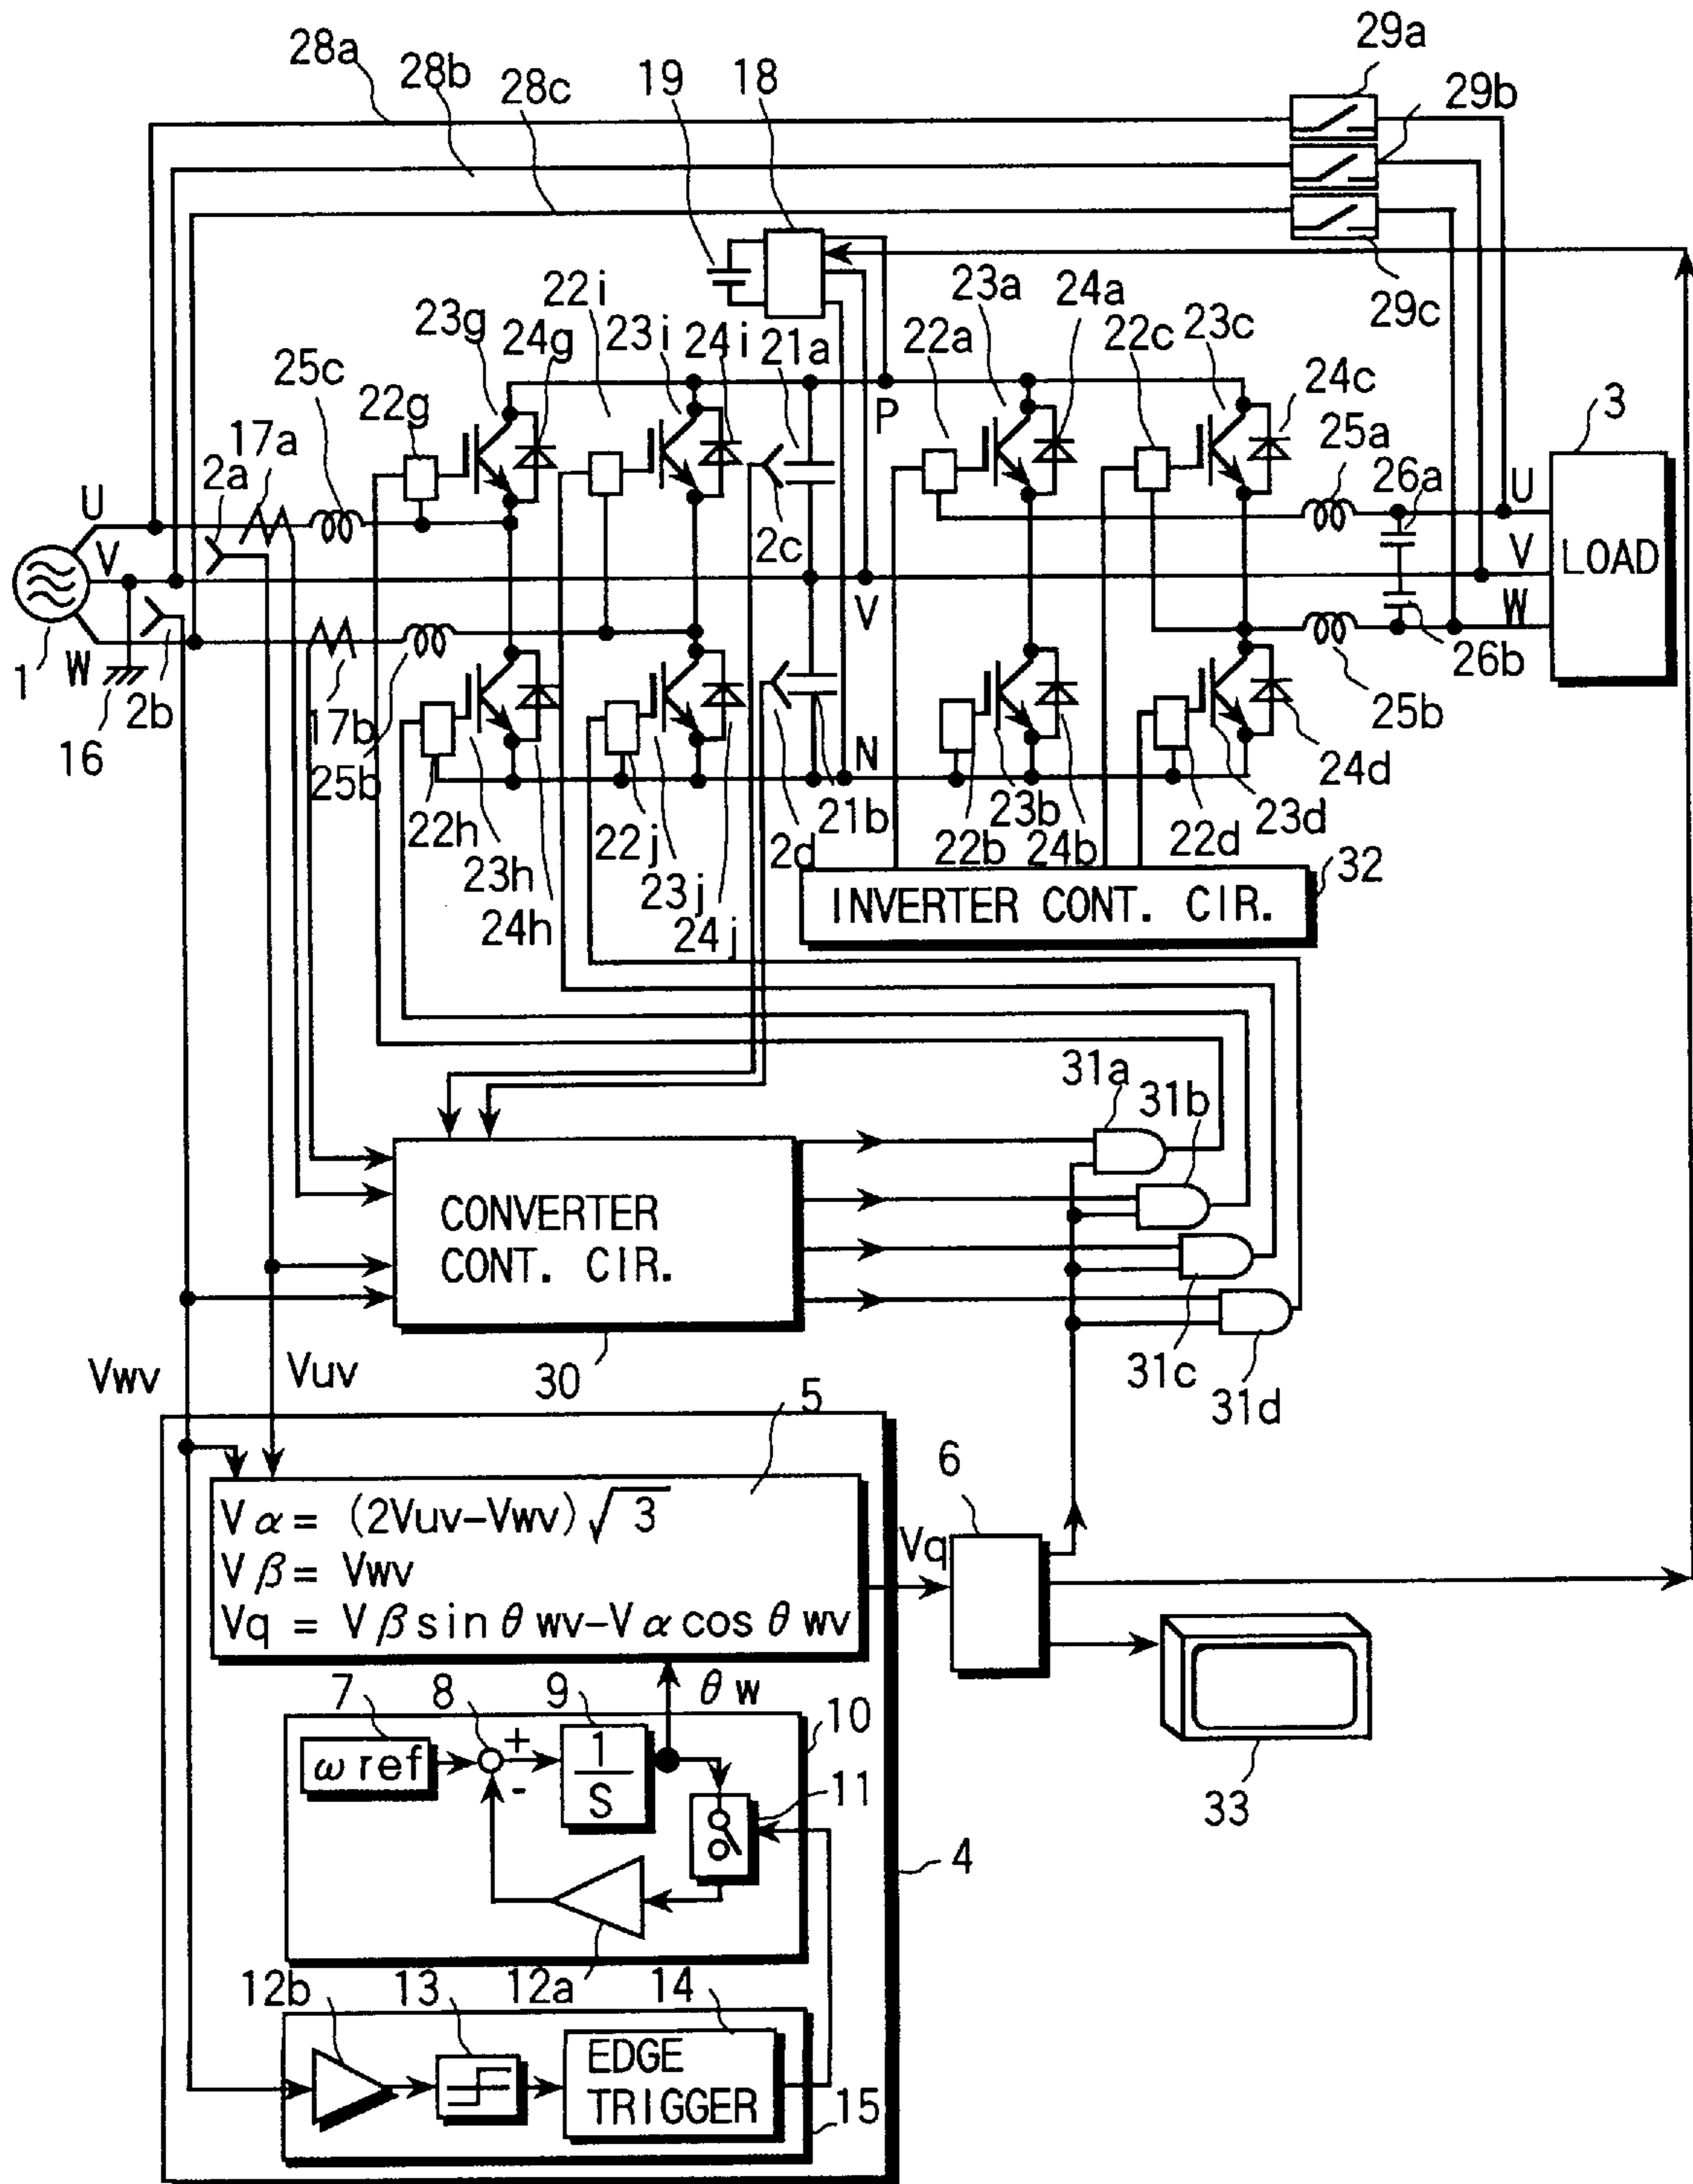 28a
28b
28c
19
18
29a
29b
29c
23g
24g
22i
23i
24i
21a
22a
23a
24a
22c
23c
24c
25c
22g
17a
2a
P
25a
26a
3
U
U
V
2c
V
V
LOAD
W
W
1
16
2b
17b
25b
N
26b
25b
22h
23h
24h
22j
23j
24j
2d
21b
22b
23b
24b
22d
23d
24d
32
INVERTER CONT. CIR.
31a
31b
CONVERTER
CONT. CIR.
31c
31d
30
Vwv
Vuv
5
6
Vα = (2Vuv-Vwv)√3
Vβ = Vwv
Vq = Vβ sin θ wv-Vα cos θ wv
Vq
7
8
9
θ w
10
ω ref
+
-
1
S
11
33
4
12b
13
12a
14
EDGE
TRIGGER
15